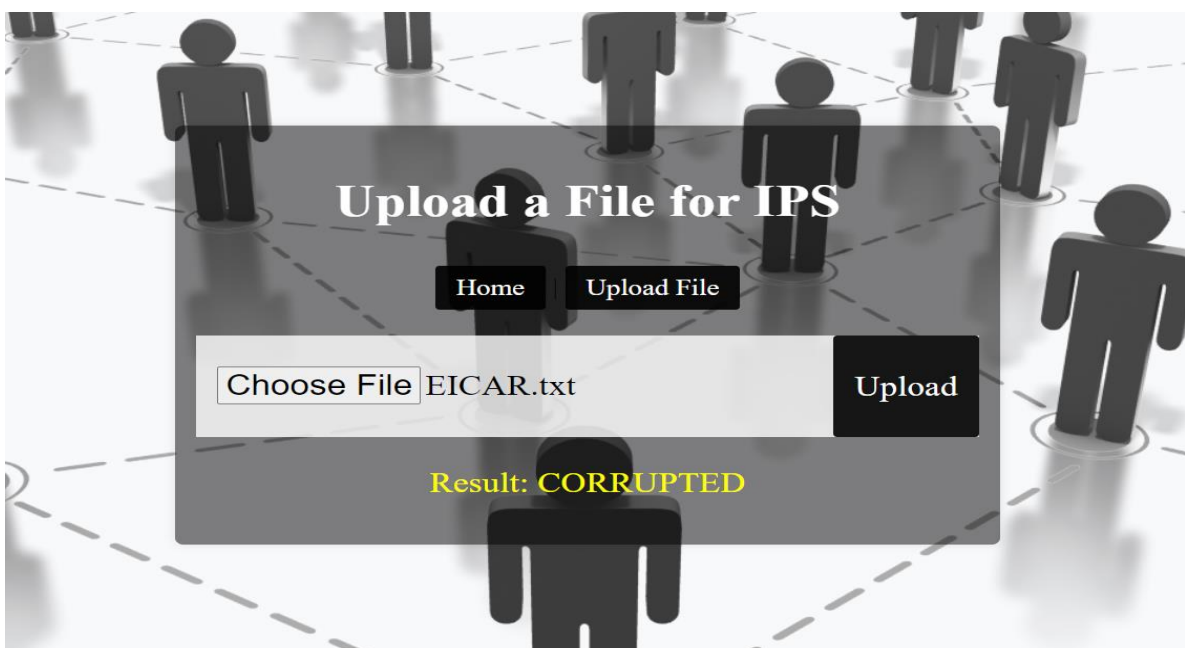 Upload a File for IPS
Home | Upload File
Choose File EICAR.txt Upload
Result: CORRUPTED